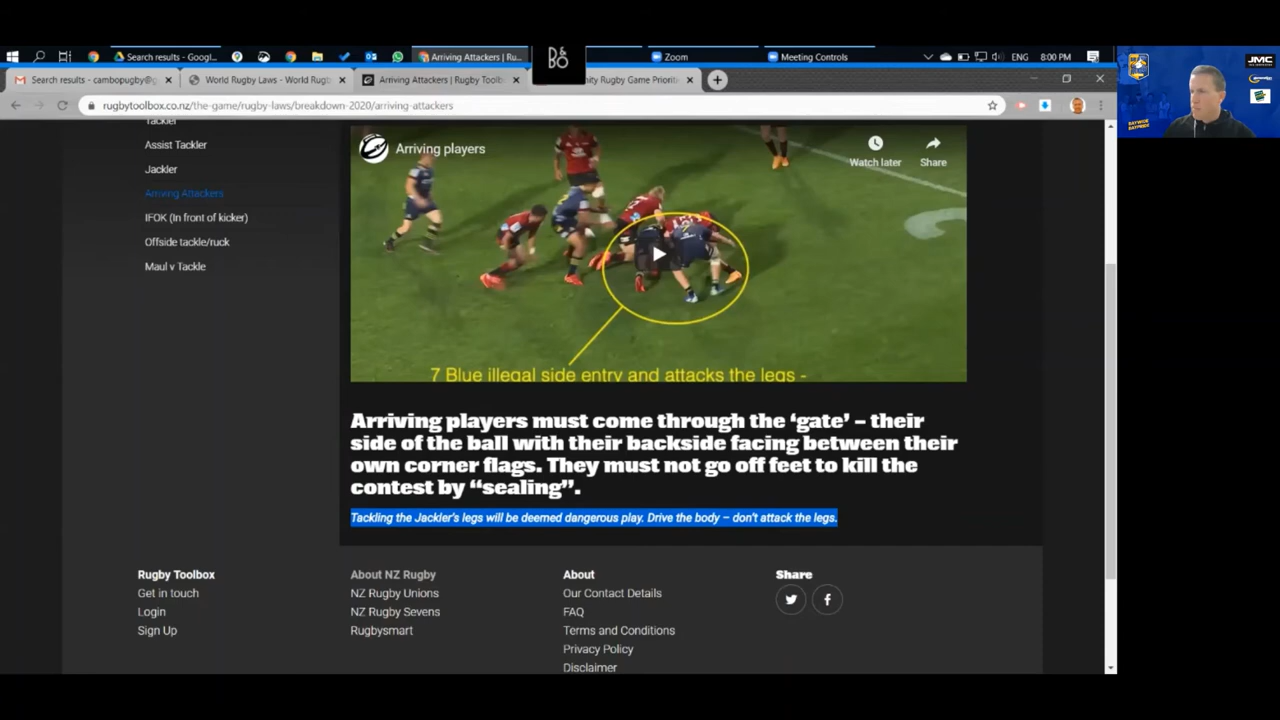 Search results - Googl...
Arriving Attackers | Ru...
B&
BO
Zoom
Meeting Controls
ENG
8:00 PM
Search results - cambopugby@g
World Rugby Laws - World Rugb
Arriving Attackers | Rugby Toolb
nity Rugby Game Prioriti
rugbytoolbox.co.nz/the-game/rugby-laws/breakdown-2020/arriving-attackers
JMC
Tackler
Assist Tackler
Jackler
Arriving Attackers
IFOK (In front of kicker)
Offside tackle/ruck
Maul v Tackle
Arriving players
Watch later
Share
7 Blue illegal side entry and attacks the legs -
Arriving players must come through the ‘gate’ – their
side of the ball with their backside facing between their
own corner flags. They must not go off feet to kill the
contest by “sealing”.
Tackling the Jackler's legs will be deemed dangerous play. Drive the body – don't attack the legs.
Rugby Toolbox
Get in touch
Login
Sign Up
About NZ Rugby
NZ Rugby Unions
NZ Rugby Sevens
Rugbysmart
About
Our Contact Details
FAQ
Terms and Conditions
Privacy Policy
Disclaimer
Share